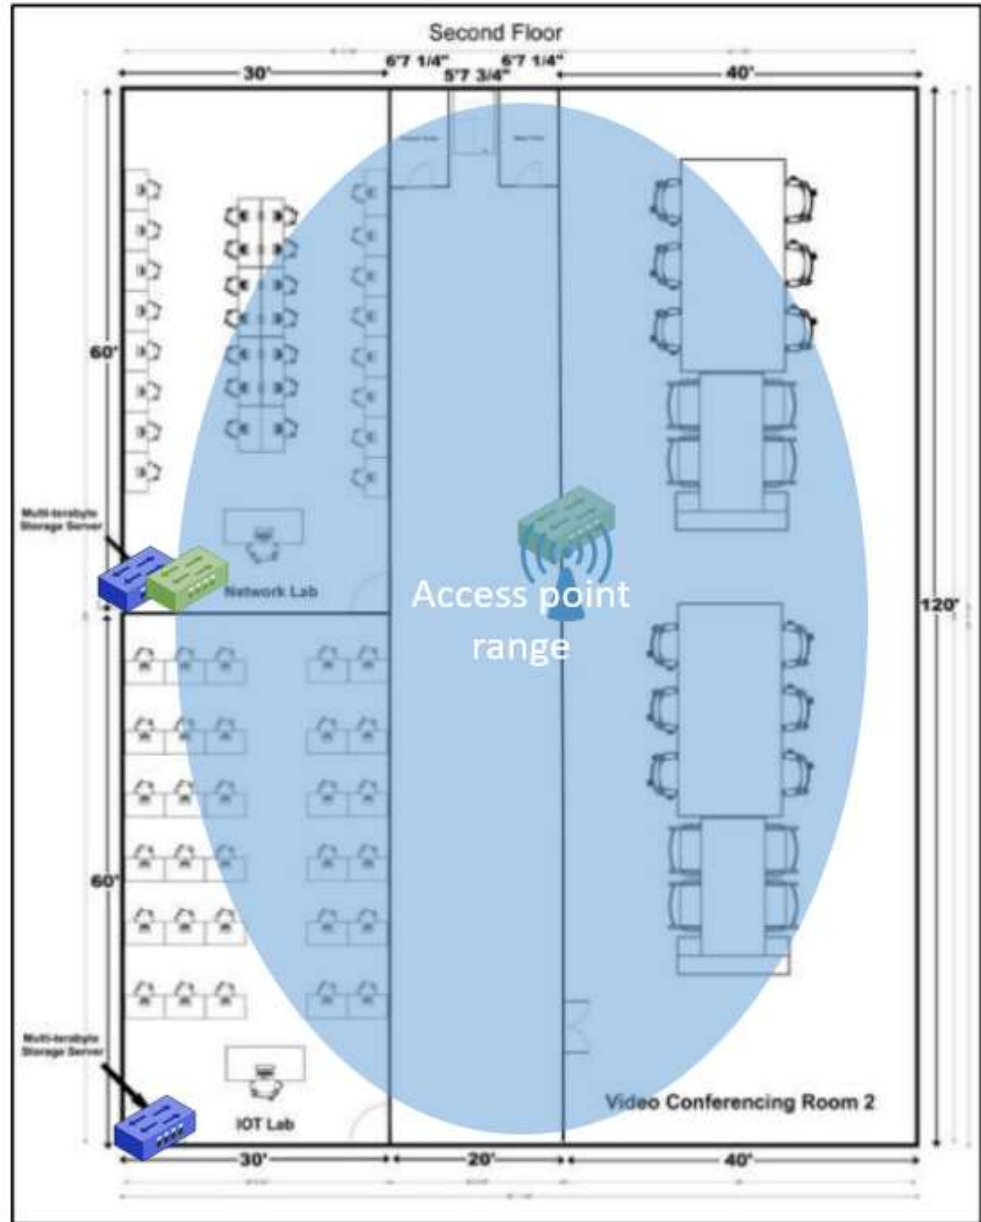 Second Floor
30'
6'7 1/4"
5'7 3/4"
6'7 1/4"
40'
60'
Multi-terabyte
Storage Server
Network Lab
Access point
range
120'
60'
Multi-terabyte
Storage Server
IOT Lab
Video Conferencing Room 2
30'
20'
40'